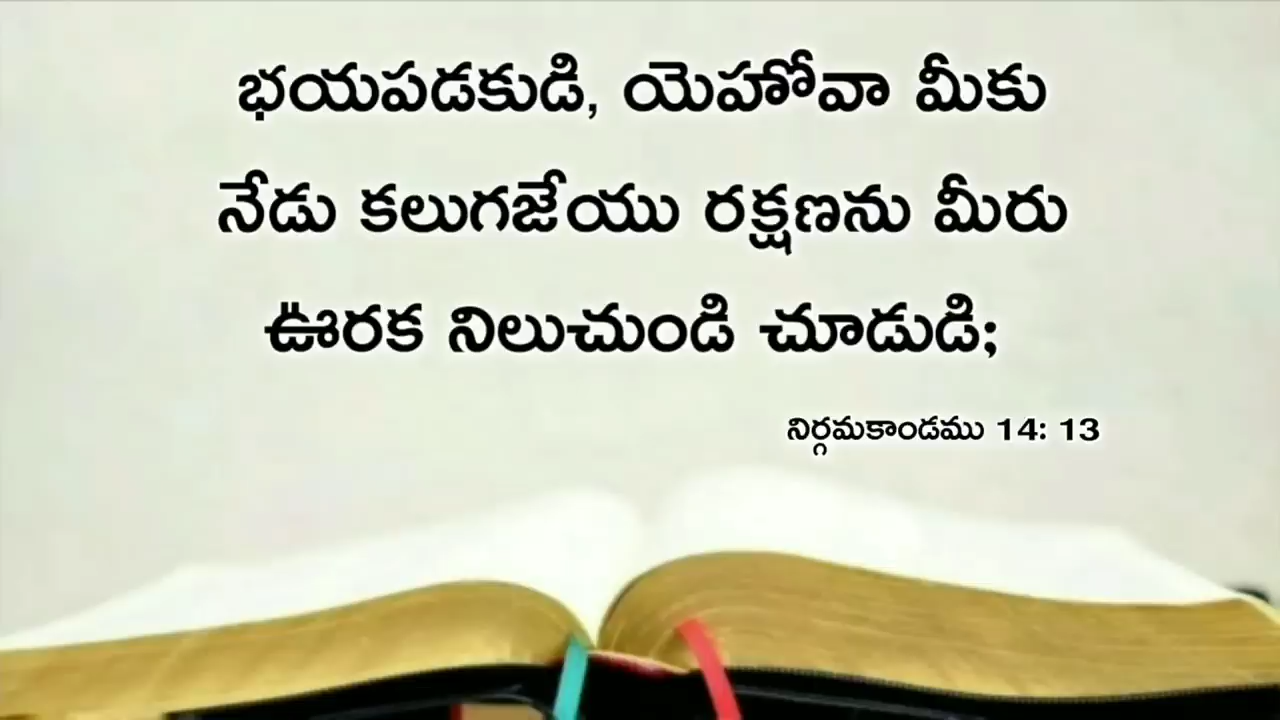 భయపడకుడి, యెహోవా మీకు
నేడు కలుగజేయు రక్షణను మీరు
ఊరక నిలుచుండి చూడుడి;
నిర్గమకాండము 14: 13